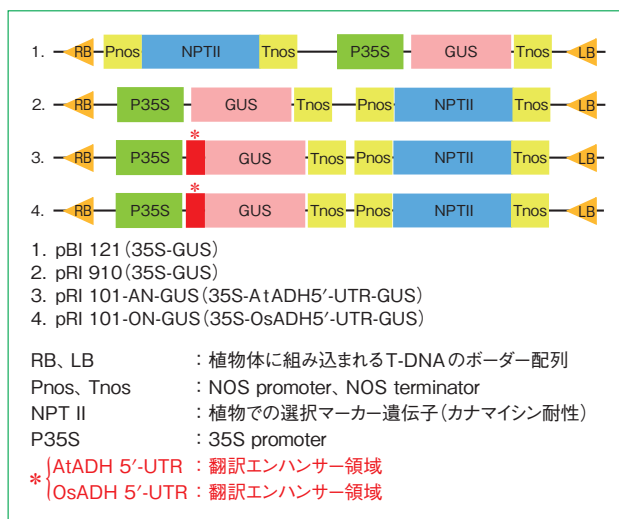 1. RB Pnos NPTII Tnos P35S GUS Tnos LB
2. RB P35S GUS Tnos Pnos NPTII Tnos LB
*
3. RB P35S GUS Tnos Pnos NPTII Tnos LB
*
4. RB P35S GUS Tnos Pnos NPTII Tnos LB
1. pBI 121(35S-GUS)
2. pRI 910(35S-GUS)
3. pRI 101-AN-GUS(35S-AtADH5′-UTR-GUS)
4. pRI 101-ON-GUS(35S-OsADH5′-UTR-GUS)
RB、LB :植物体に組み込まれるT-DNAのボーダー配列
Pnos、Tnos :NOS promoter、NOS terminator
NPT II :植物での選択マーカー遺伝子(カナマイシン耐性)
P35S :35S promoter
*{AtADH 5′-UTR :翻訳エンハンサー領域
OsADH 5′-UTR :翻訳エンハンサー領域